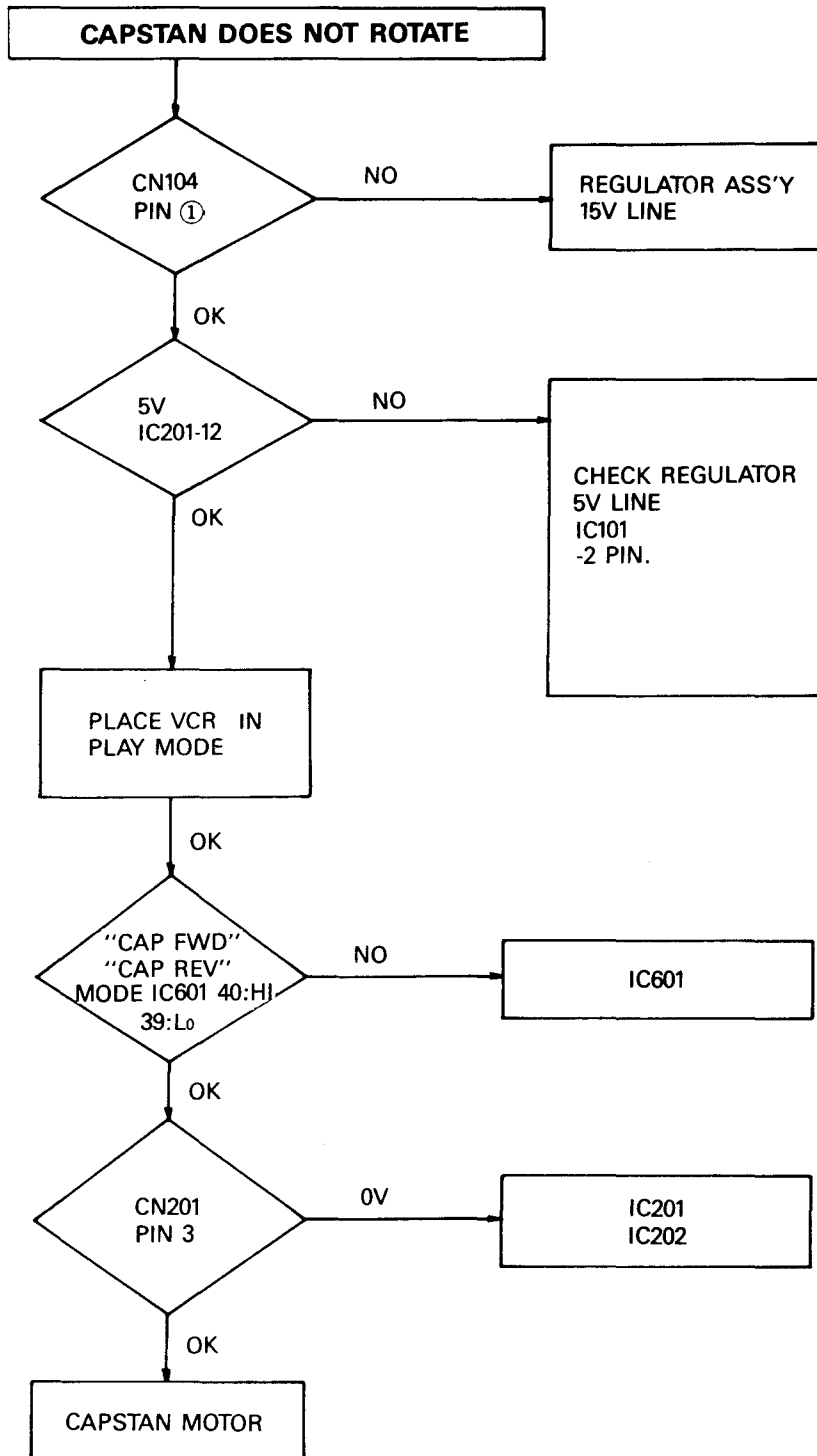 CAPSTAN DOES NOT ROTATE
CN104
PIN ①
NO
REGULATOR ASS'Y
15V LINE
OK
5V
IC201-12
NO
CHECK REGULATOR
5V LINE
IC101
-2 PIN.
OK
PLACE VCR IN
PLAY MODE
OK
"CAP FWD"
"CAP REV"
MODE IC601 40:HI
39:Lo
NO
IC601
OK
CN201
PIN 3
0V
IC201
IC202
OK
CAPSTAN MOTOR